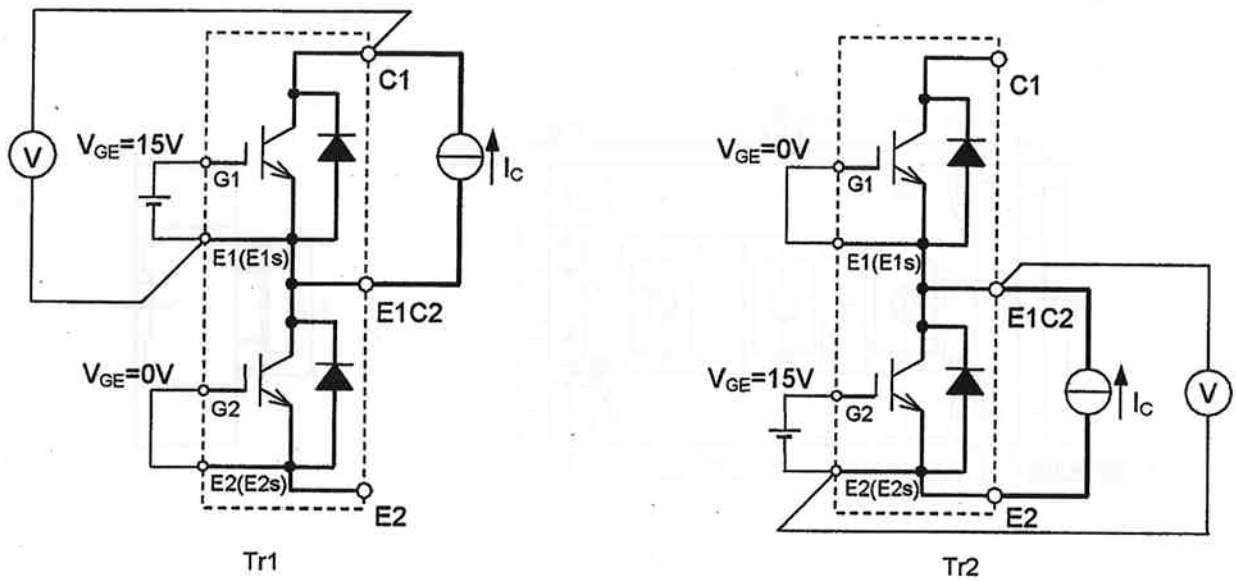 C1
V_GE=15V
V
G1
I_C
E1(E1s)
E1C2
V_GE=0V
G2
E2(E2s)
E2
Tr1
C1
V_GE=0V
G1
E1(E1s)
E1C2
V_GE=15V
G2
I_C
V
E2(E2s)
E2
Tr2